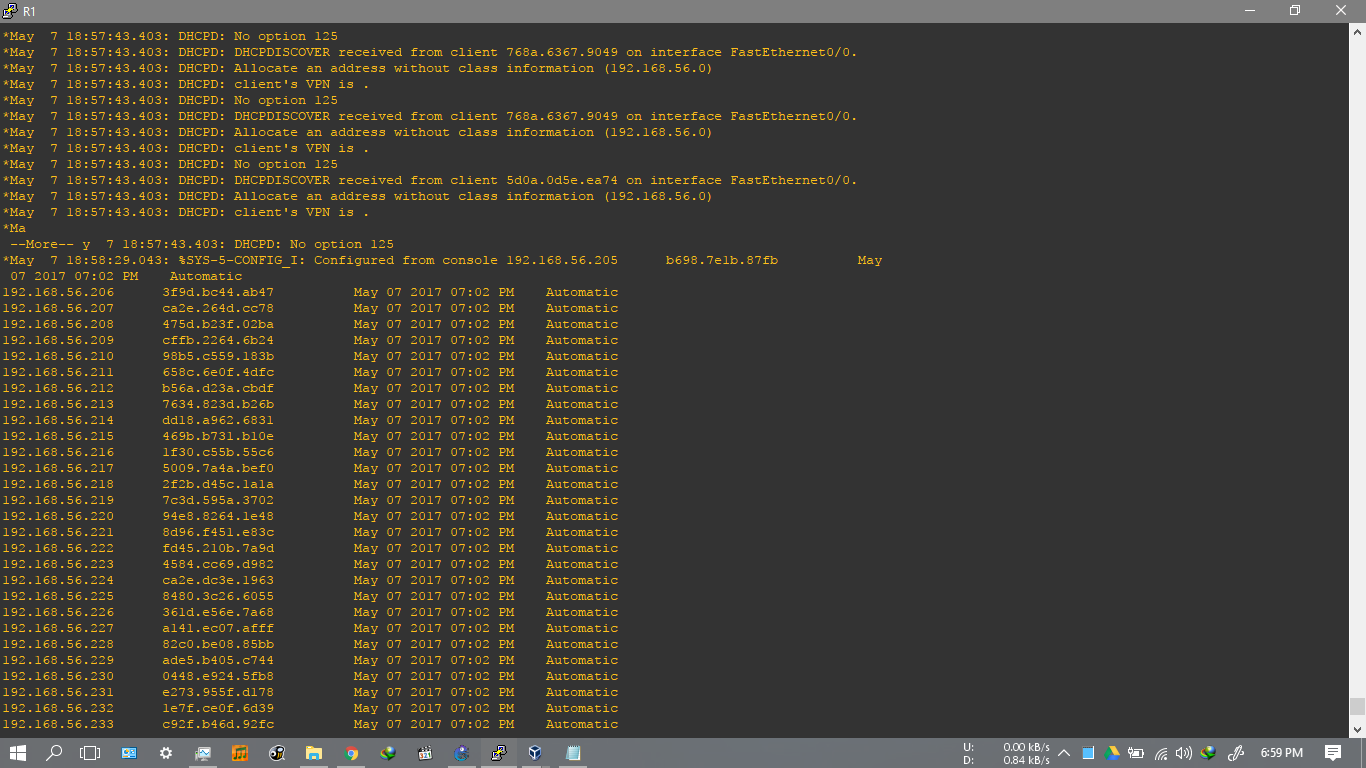 R1
*May  7 18:57:43.403: DHCPD: No option 125
*May  7 18:57:43.403: DHCPD: DHCPDISCOVER received from client 768a.6367.9049 on interface FastEthernet0/0.
*May  7 18:57:43.403: DHCPD: Allocate an address without class information (192.168.56.0)
*May  7 18:57:43.403: DHCPD: client's VPN is .
*May  7 18:57:43.403: DHCPD: No option 125
*May  7 18:57:43.403: DHCPD: DHCPDISCOVER received from client 768a.6367.9049 on interface FastEthernet0/0.
*May  7 18:57:43.403: DHCPD: Allocate an address without class information (192.168.56.0)
*May  7 18:57:43.403: DHCPD: client's VPN is .
*May  7 18:57:43.403: DHCPD: No option 125
*May  7 18:57:43.403: DHCPD: DHCPDISCOVER received from client 5d0a.0d5e.ea74 on interface FastEthernet0/0.
*May  7 18:57:43.403: DHCPD: Allocate an address without class information (192.168.56.0)
*May  7 18:57:43.403: DHCPD: client's VPN is .
*Ma
 --More-- y  7 18:57:43.403: DHCPD: No option 125
*May  7 18:58:29.043: %SYS-5-CONFIG_I: Configured from console 192.168.56.205      b698.7e1b.87fb          May
 07 2017 07:02 PM    Automatic
192.168.56.206      3f9d.bc44.ab47          May 07 2017 07:02 PM    Automatic
192.168.56.207      ca2e.264d.cc78          May 07 2017 07:02 PM    Automatic
192.168.56.208      475d.b23f.02ba          May 07 2017 07:02 PM    Automatic
192.168.56.209      cffb.2264.6b24          May 07 2017 07:02 PM    Automatic
192.168.56.210      98b5.c559.183b          May 07 2017 07:02 PM    Automatic
192.168.56.211      658c.6e0f.4dfc          May 07 2017 07:02 PM    Automatic
192.168.56.212      b56a.d23a.cbdf          May 07 2017 07:02 PM    Automatic
192.168.56.213      7634.823d.b26b          May 07 2017 07:02 PM    Automatic
192.168.56.214      dd18.a962.6831          May 07 2017 07:02 PM    Automatic
192.168.56.215      469b.b731.b10e          May 07 2017 07:02 PM    Automatic
192.168.56.216      1f30.c55b.55c6          May 07 2017 07:02 PM    Automatic
192.168.56.217      5009.7a4a.bef0          May 07 2017 07:02 PM    Automatic
192.168.56.218      2f2b.d45c.1a1a          May 07 2017 07:02 PM    Automatic
192.168.56.219      7c3d.595a.3702          May 07 2017 07:02 PM    Automatic
192.168.56.220      94e8.8264.1e48          May 07 2017 07:02 PM    Automatic
192.168.56.221      8d96.f451.e83c          May 07 2017 07:02 PM    Automatic
192.168.56.222      fd45.210b.7a9d          May 07 2017 07:02 PM    Automatic
192.168.56.223      4584.cc69.d982          May 07 2017 07:02 PM    Automatic
192.168.56.224      ca2e.dc3e.1963          May 07 2017 07:02 PM    Automatic
192.168.56.225      8480.3c26.6055          May 07 2017 07:02 PM    Automatic
192.168.56.226      361d.e56e.7a68          May 07 2017 07:02 PM    Automatic
192.168.56.227      a141.ec07.afff          May 07 2017 07:02 PM    Automatic
192.168.56.228      82c0.be08.85bb          May 07 2017 07:02 PM    Automatic
192.168.56.229      ade5.b405.c744          May 07 2017 07:02 PM    Automatic
192.168.56.230      0448.e924.5fb8          May 07 2017 07:02 PM    Automatic
192.168.56.231      e273.955f.d178          May 07 2017 07:02 PM    Automatic
192.168.56.232      1e7f.ce0f.6d39          May 07 2017 07:02 PM    Automatic
192.168.56.233      c92f.b46d.92fc          May 07 2017 07:02 PM    Automatic
U: 0.00 kB/s
D: 0.84 kB/s
6:59 PM